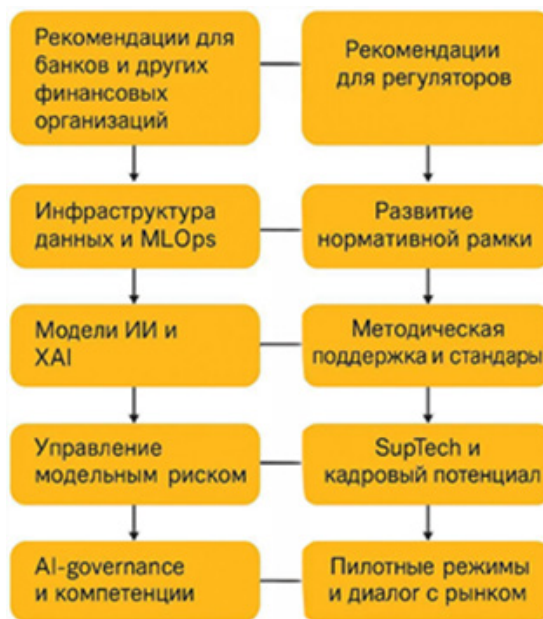 Рекомендации для
банков и других
финансовых
организаций
Рекомендации
для регуляторов
Инфраструктура
данных и MLOps
Развитие
нормативной рамки
Модели ИИ и
XAI
Методическая
поддержка и стандары
Управление
модельным риском
SupTech и
кадровый потенциал
AI-governance
и компетенции
Пилотные режимы
и диалог с рынком